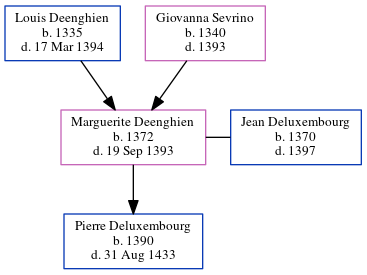 Louis Deenghien
b. 1335
d. 17 Mar 1394
Giovanna Sevrino
b. 1340
d. 1393
Marguerite Deenghien
b. 1372
d. 19 Sep 1393
Jean Deluxembourg
b. 1370
d. 1397
Pierre Deluxembourg
b. 1390
d. 31 Aug 1433